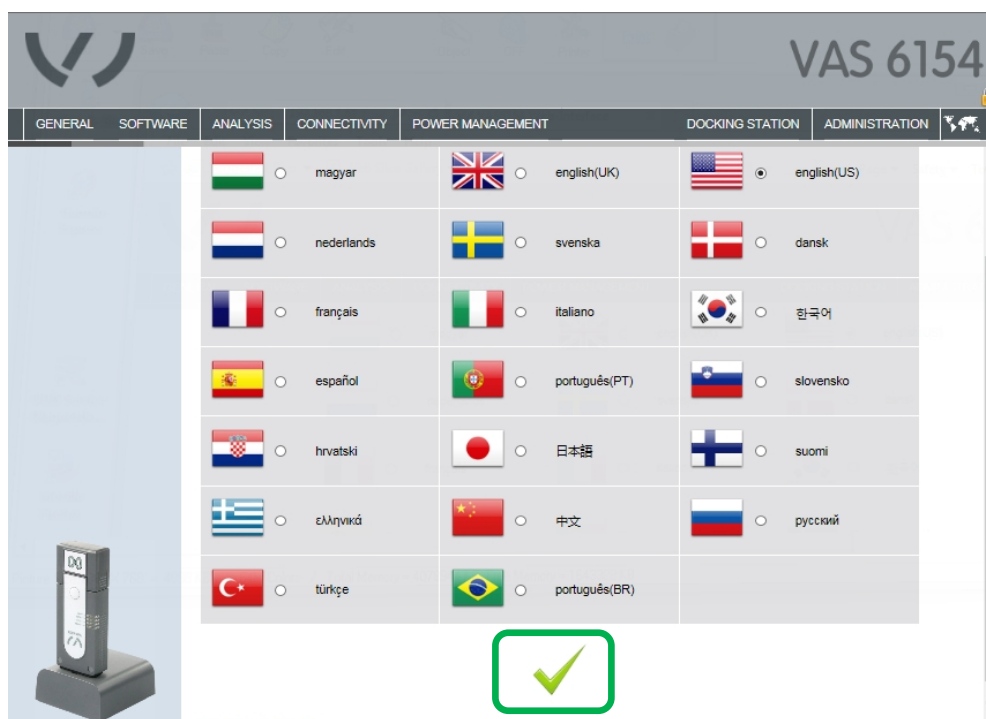 VAS 6154
GENERAL SOFTWARE ANALYSIS CONNECTIVITY POWER MANAGEMENT DOCKING STATION ADMINISTRATION
magyar english(UK) english(US)
nederlands svenska dansk
français italiano 한국어
español português(PT) slovensko
hrvatski 日本語 suomi
ελληνικά 中文 русский
türkçe português(BR)